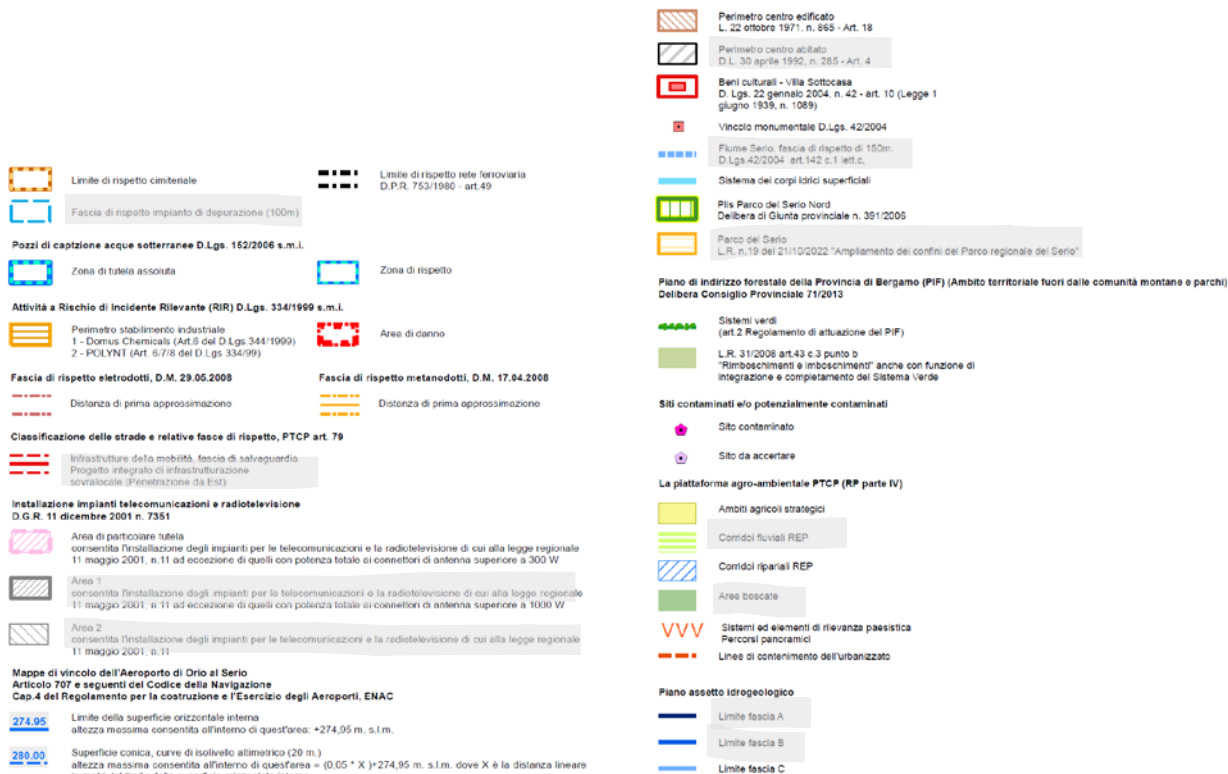 Limite di rispetto cimiteriale
Limite di rispetto rete ferroviaria
D.P.R. 753/1980 - art.49
Fascia di rispetto impianto di depurazione (100m)
Pozzi di captzione acque sotterranee D.Lgs. 152/2006 s.m.i.
Zona di tutela assoluta
Zona di rispetto
Attività a Rischio di Incidente Rilevante (RIR) D.Lgs. 334/1999 s.m.i.
Perimetro stabilimento industriale
1 - Domus Chemicals (Art.6 del D.Lgs.344/1999)
2 - POLYNT (Art. 6/7/8 del D.Lgs 334/99)
Area di danno
Fascia di rispetto eletrodotti, D.M. 29.05.2008
Fascia di rispetto metanodotti, D.M. 17.04.2008
Distanza di prima approssimazione
Distanza di prima approssimazione
Classificazione delle strade e relative fasce di rispetto, PTCP art. 79
Infrastrutture della mobilità, fascia di salvaguardia
Progetto integrato di infrastrutturazione
sovralocale (Penetrazione da Est)
Installazione impianti telecomunicazioni e radiotelevisione
D.G.R. 11 dicembre 2001 n. 7351
Area di particolare tutela
consentita l'installazione degli impianti per le telecomunicazioni e la radiotelevisione di cui alla legge regionale
11 maggio 2001, n.11 ad eccezione di quelli con potenza totale ai connettori di antenna superiore a 300 W
Area 1
consentita l'installazione degli impianti per le telecomunicazioni e la radiotelevisione di cui alla legge regionale
11 maggio 2001, n.11 ad eccezione di quelli con potenza totale ai connettori di antenna superiore a 1000 W
Area 2
consentita l'installazione degli impianti per le telecomunicazioni e la radiotelevisione di cui alla legge regionale
11 maggio 2001, n.11
Mappe di vincolo dell'Aeroporto di Orio al Serio
Articolo 707 e seguenti del Codice della Navigazione
Cap.4 del Regolamento per la costruzione e l'Esercizio degli Aeroporti, ENAC
274.95
Limite della superficie orizzontale interna
altezza massima consentita all'interno di quest'area: +274,95 m. s.l.m.
280.00
Superficie conica, curve di isolivello altimetrico (20 m.)
altezza massima consentita all'interno di quest'area = (0,05 * X )+274,95 m. s.l.m. dove X è la distanza lineare
Perimetro centro edificato
L. 22 ottobre 1971, n. 865 - Art. 18
Perimetro centro abitato
D.L. 30 aprile 1992, n. 285 - Art. 4
Beni culturali - Villa Sottocasa
D. Lgs. 22 gennaio 2004, n. 42 - art. 10 (Legge 1
giugno 1939, n. 1089)
Vincolo monumentale D.Lgs. 42/2004
Fiume Serio, fascia di rispetto di 150m.
D.Lgs.42/2004 art.142 c.1 lett.c.
Sistema dei corpi idrici superficiali
Plis Parco del Serio Nord
Delibera di Giunta provinciale n. 391/2006
Parco del Serio
L.R. n.19 del 21/10/2022 "Ampliamento dei confini del Parco regionale del Serio"
Piano di indirizzo forestale della Provincia di Bergamo (PIF) (Ambito territoriale fuori dalle comunità montane e parchi)
Delibera Consiglio Provinciale 71/2013
Sistemi verdi
(art.2 Regolamento di attuazione del PIF)
L.R. 31/2008 art.43 c.3 punto b
"Rimboschimenti e imboschimenti" anche con funzione di
integrazione e completamento del Sistema Verde
Siti contaminati e/o potenzialmente contaminati
Sito contaminato
Sito da accertare
La piattaforma agro-ambientale PTCP (RP parte IV)
Ambiti agricoli strategici
Corridoi fluviali REP
Corridoi ripariali REP
Aree boscate
Sistemi ed elementi di rilevanza paesistica
Percorsi panoramici
Linee di contenimento dell'urbanizzato
Piano assetto idrogeologico
Limite fascia A
Limite fascia B
Limite fascia C